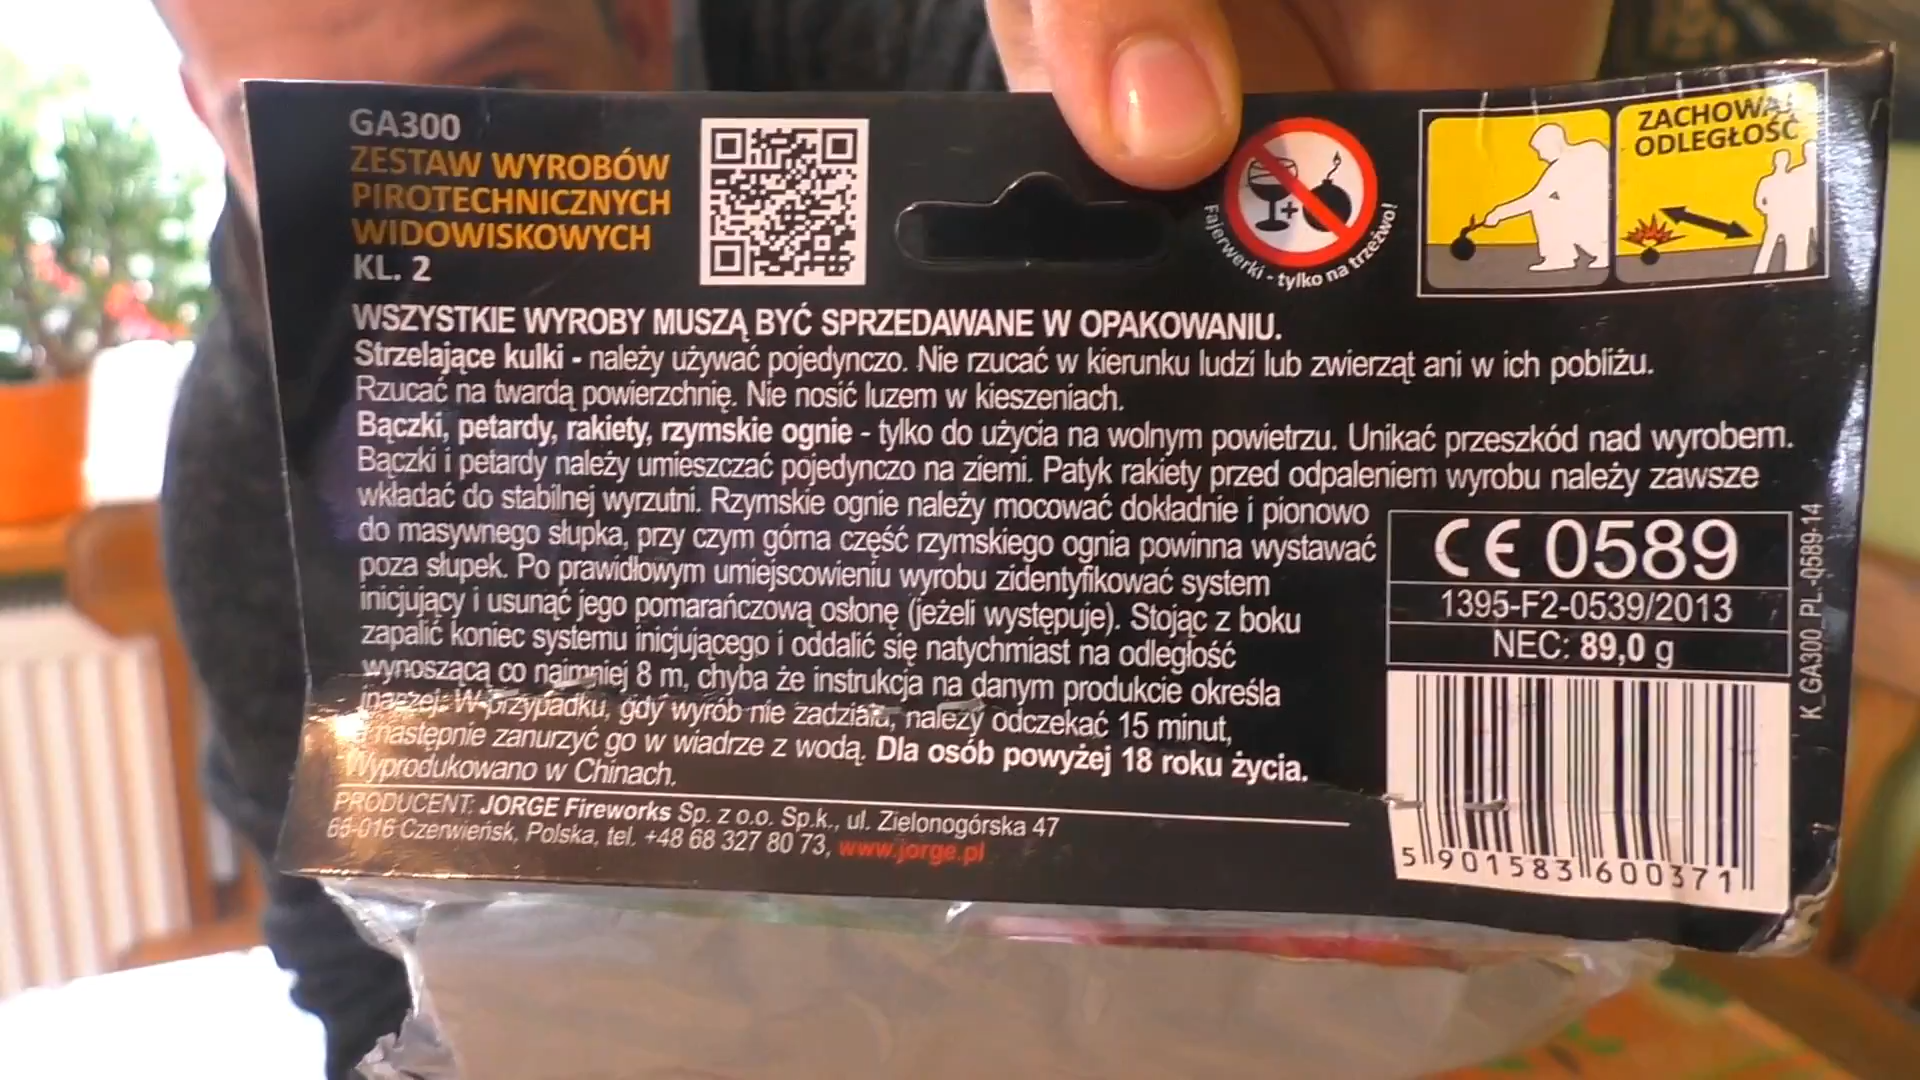 GA300
ZESTAW WYROBÓW
PIROTECHNICZNYCH
WIDOWISKOWYCH
KL. 2
Fajerwerki - tylko na trzeźwo!
ZACHOWAJ
ODLEGŁOŚĆ
WSZYSTKIE WYROBY MUSZĄ BYĆ SPRZEDAWANE W OPAKOWANIU.
Strzelające kulki - należy używać pojedynczo. Nie rzucać w kierunku ludzi lub zwierząt ani w ich pobliżu.
Rzucać na twardą powierzchnię. Nie nosić luzem w kieszeniach.
Bączki, petardy, rakiety, rzymskie ognie - tylko do użycia na wolnym powietrzu. Unikać przeszkód nad wyrobem.
Bączki i petardy należy umieszczać pojedynczo na ziemi. Patyk rakiety przed odpaleniem wyrobu należy zawsze
wkładać do stabilnej wyrzutni. Rzymskie ognie należy mocować dokładnie i pionowo
do masywnego słupka, przy czym górna część rzymskiego ognia powinna wystawać
poza słupek. Po prawidłowym umiejscowieniu wyrobu zidentyfikować system
inicjujący i usunąć jego pomarańczową osłonę (jeżeli występuje). Stojąc z boku
zapalić koniec systemu inicjującego i oddalić się natychmiast na odległość
wynoszącą co najmniej 8 m, chyba że instrukcja na danym produkcie określa
inaczej. W przypadku, gdy wyrób nie zadziała, należy odczekać 15 minut,
a następnie zanurzyć go w wiadrze z wodą. Dla osób powyżej 18 roku życia.
Wyprodukowano w Chinach.
PRODUCENT: JORGE Fireworks Sp. z o.o. Sp.k., ul. Zielonogórska 47
66-016 Czerwieńsk, Polska, tel. +48 68 327 80 73, www.jorge.pl
CE 0589
1395-F2-0539/2013
NEC: 89,0 g
5 901583 600371
K_GA300_PL-0589-14